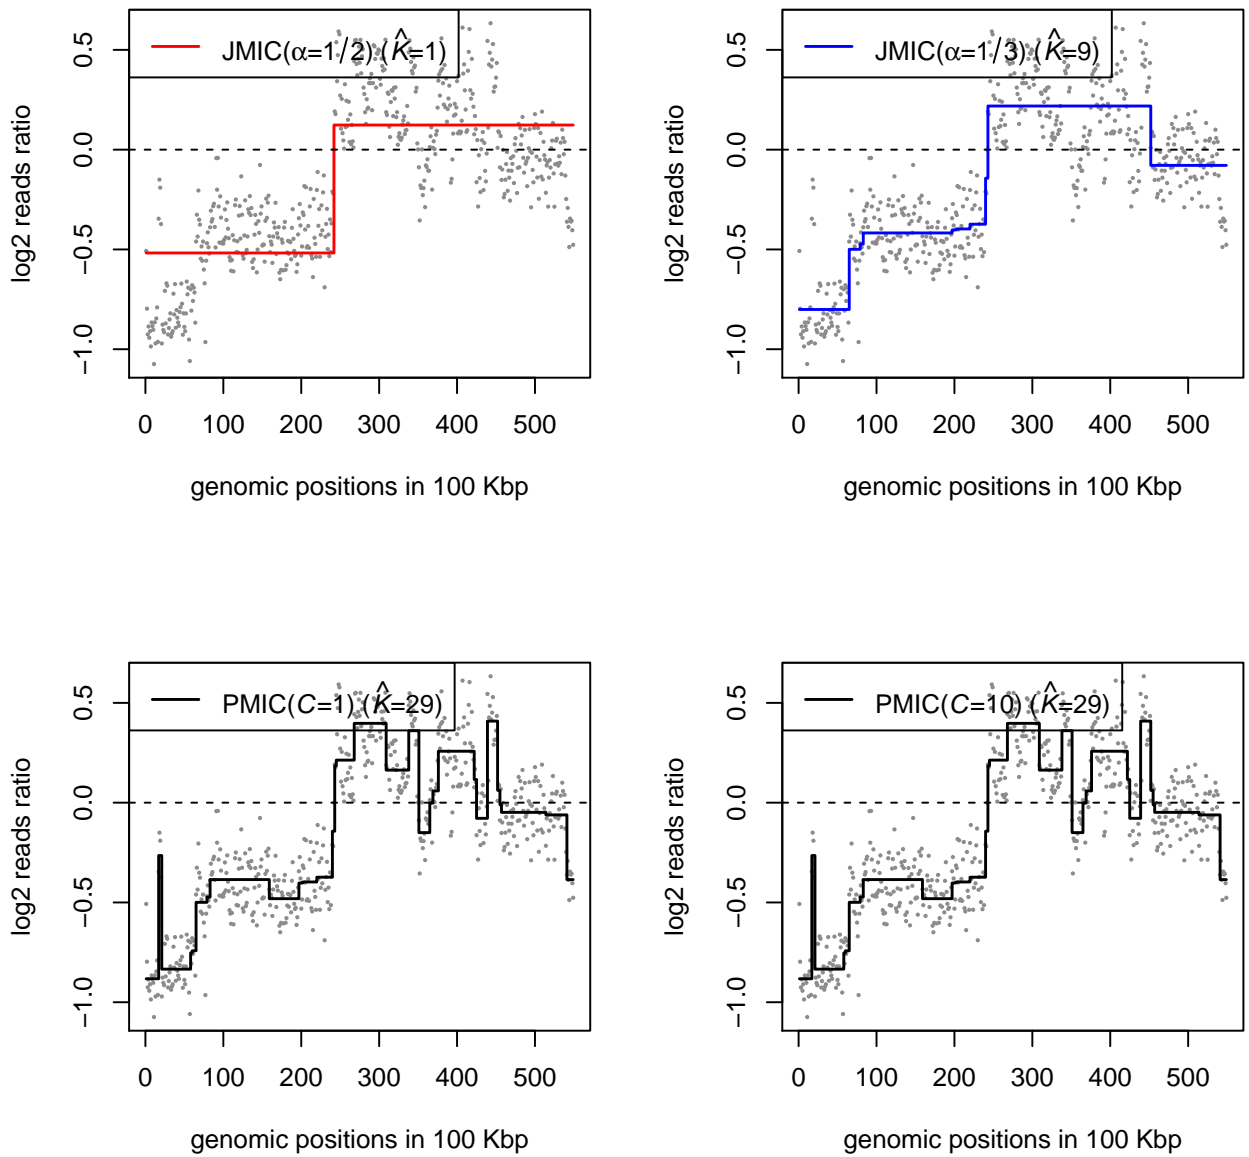 JMIC(α=1/2) (K̂=1)
log2 reads ratio
0.5
0.0
−0.5
−1.0
0 100 200 300 400 500
genomic positions in 100 Kbp
JMIC(α=1/3) (K̂=9)
log2 reads ratio
0.5
0.0
−0.5
−1.0
0 100 200 300 400 500
genomic positions in 100 Kbp
PMIC(C=1) (K̂=29)
log2 reads ratio
0.5
0.0
−0.5
−1.0
0 100 200 300 400 500
genomic positions in 100 Kbp
PMIC(C=10) (K̂=29)
log2 reads ratio
0.5
0.0
−0.5
−1.0
0 100 200 300 400 500
genomic positions in 100 Kbp